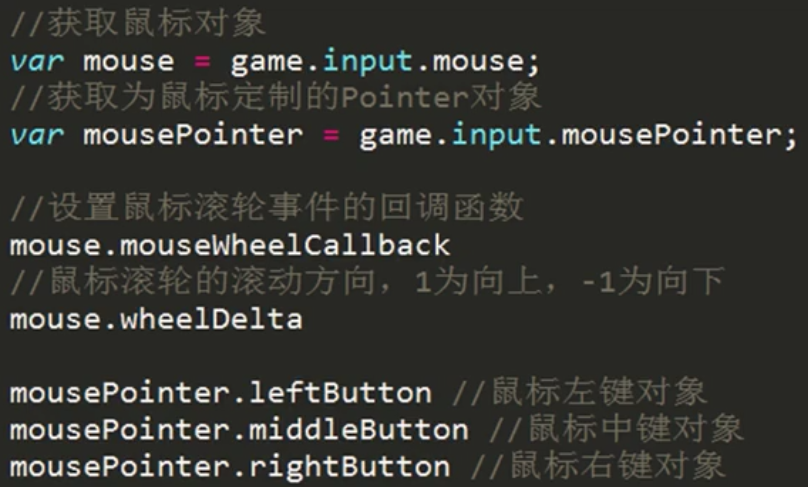 //获取鼠标对象
var mouse = game.input.mouse;
//获取为鼠标定制的Pointer对象
var mousePointer = game.input.mousePointer;
//设置鼠标滚轮事件的回调函数
mouse.mouseWheelCallback
//鼠标滚轮的滚动方向，1为向上，-1为向下
mouse.wheelDelta
mousePointer.leftButton //鼠标左键对象
mousePointer.middleButton //鼠标中键对象
mousePointer.rightButton //鼠标右键对象